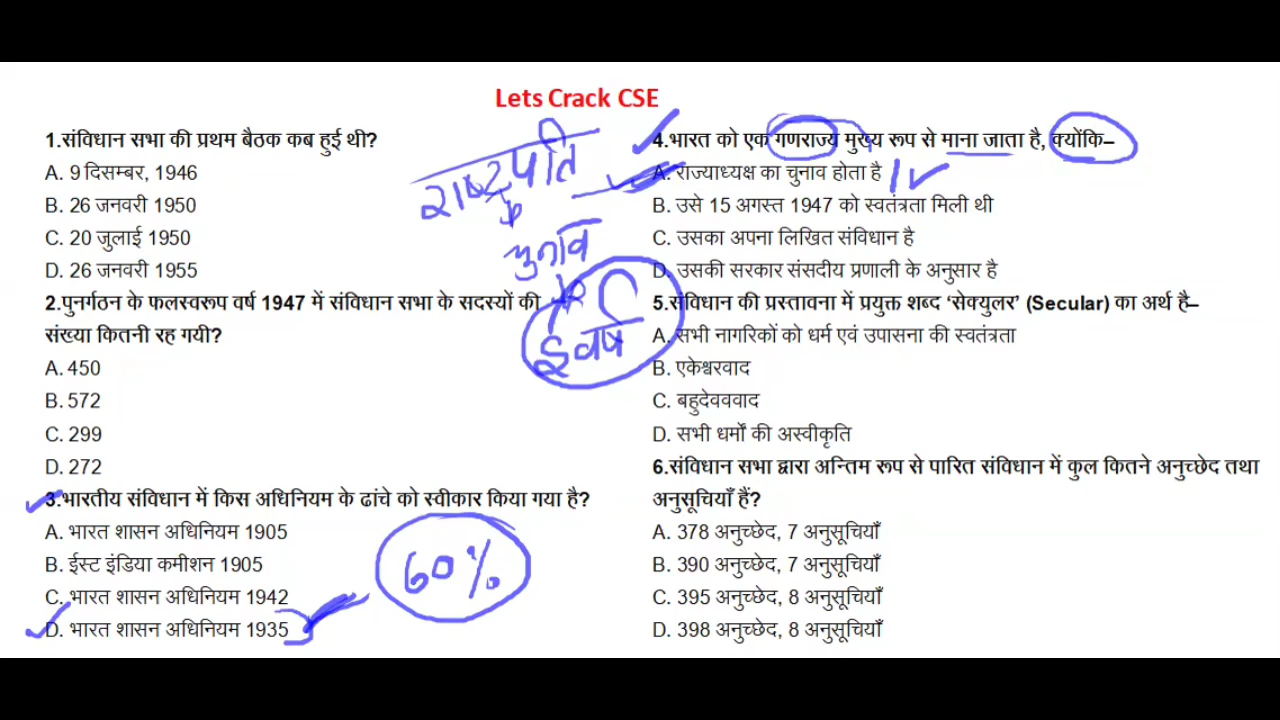 Lets Crack CSE
1.संविधान सभा की प्रथम बैठक कब हुई थी?
A. 9 दिसम्बर, 1946
B. 26 जनवरी 1950
C. 20 जुलाई 1950
D. 26 जनवरी 1955
2.पुनर्गठन के फलस्वरूप वर्ष 1947 में संविधान सभा के सदस्यों की
संख्या कितनी रह गयी?
A. 450
B. 572
C. 299
D. 272
3.भारतीय संविधान में किस अधिनियम के ढांचे को स्वीकार किया गया है?
A. भारत शासन अधिनियम 1905
B. ईस्ट इंडिया कमीशन 1905
C. भारत शासन अधिनियम 1942
D. भारत शासन अधिनियम 1935
60%
राष्ट्रपति
चुनाव
वर्ष
4.भारत को एक गणराज्य मुख्य रूप से माना जाता है, क्योंकि–
A. राज्याध्यक्ष का चुनाव होता है
B. उसे 15 अगस्त 1947 को स्वतंत्रता मिली थी
C. उसका अपना लिखित संविधान है
D. उसकी सरकार संसदीय प्रणाली के अनुसार है
5.संविधान की प्रस्तावना में प्रयुक्त शब्द ‘सेक्युलर’ (Secular) का अर्थ है–
A. सभी नागरिकों को धर्म एवं उपासना की स्वतंत्रता
B. एकेश्वरवाद
C. बहुदेवववाद
D. सभी धर्मों की अस्वीकृति
6.संविधान सभा द्वारा अन्तिम रूप से पारित संविधान में कुल कितने अनुच्छेद तथा
अनुसूचियाँ हैं?
A. 378 अनुच्छेद, 7 अनुसूचियाँ
B. 390 अनुच्छेद, 7 अनुसूचियाँ
C. 395 अनुच्छेद, 8 अनुसूचियाँ
D. 398 अनुच्छेद, 8 अनुसूचियाँ